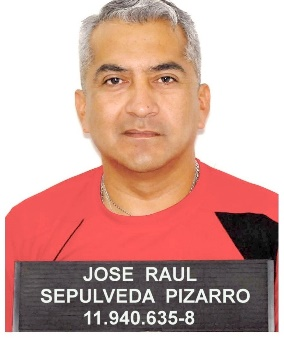 JOSE RAUL
SEPULVEDA PIZARRO
11.940.635-8